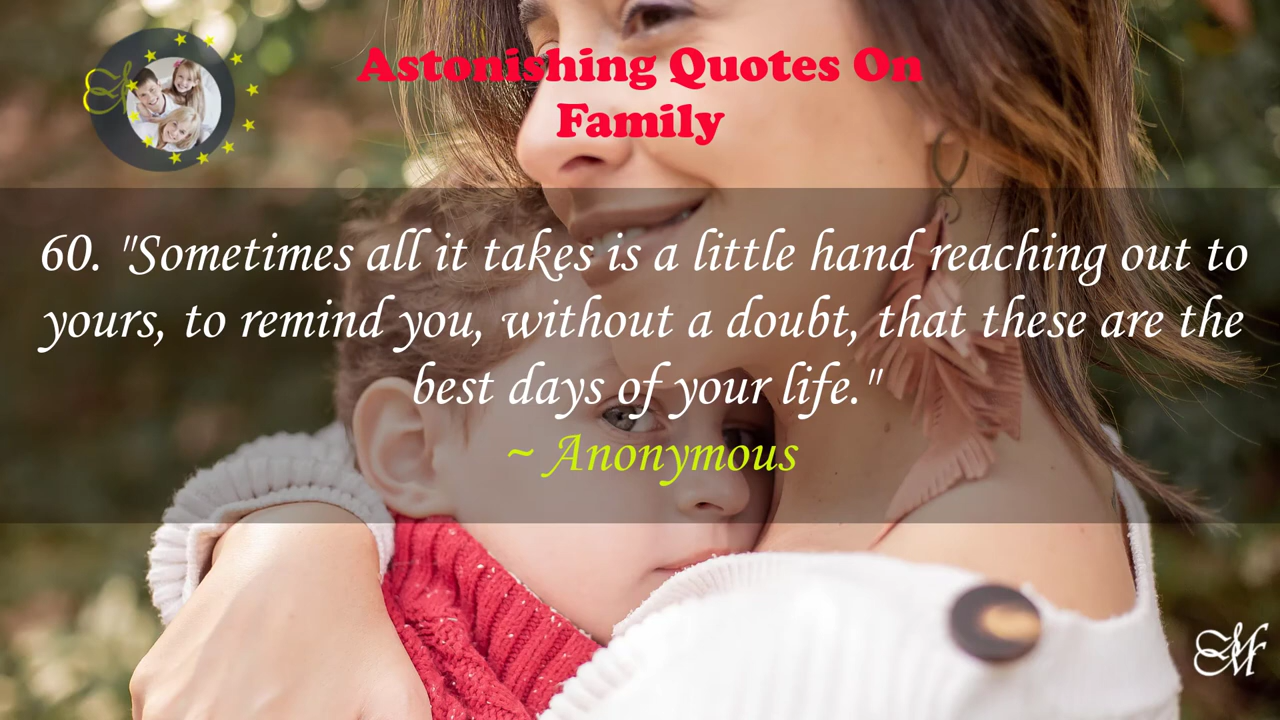 Astonishing Quotes On
Family
60. "Sometimes all it takes is a little hand reaching out to
yours, to remind you, without a doubt, that these are the
best days of your life."
~ Anonymous